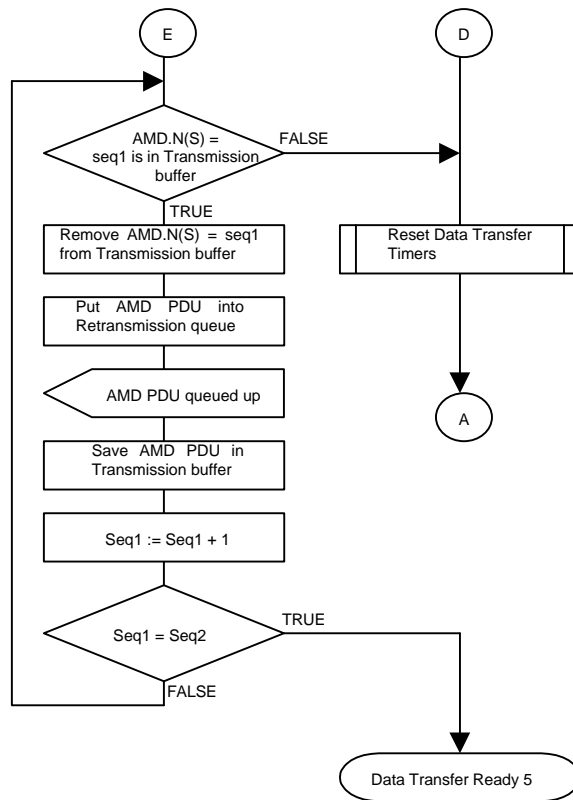 E
D
AMD.N(S) =
seq1 is in Transmission
buffer
FALSE
TRUE
Remove AMD.N(S) = seq1
from Transmission buffer
Reset Data Transfer
Timers
Put AMD PDU into
Retransmission queue
AMD PDU queued up
A
Save AMD PDU in
Transmission buffer
Seq1 := Seq1 + 1
TRUE
Seq1 = Seq2
FALSE
Data Transfer Ready 5